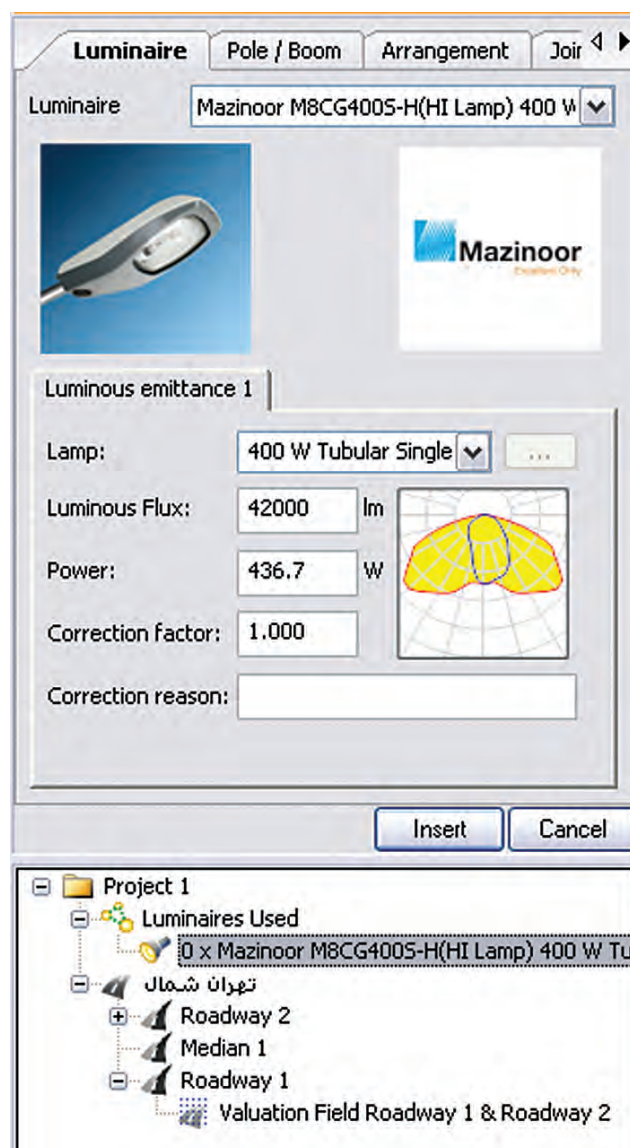 Luminaire Pole / Boom Arrangement Joir
Luminaire Mazinoor M8CG400S-H(HI Lamp) 400 W
Mazinoor
Excellent Only
Luminous emittance 1
Lamp: 400 W Tubular Single ...
Luminous Flux: 42000 lm
Power: 436.7 W
Correction factor: 1.000
Correction reason:
Insert Cancel
Project 1
Luminaires Used
0 x Mazinoor M8CG400S-H(HI Lamp) 400 W Tu
تهران شمال
Roadway 2
Median 1
Roadway 1
Valuation Field Roadway 1 & Roadway 2